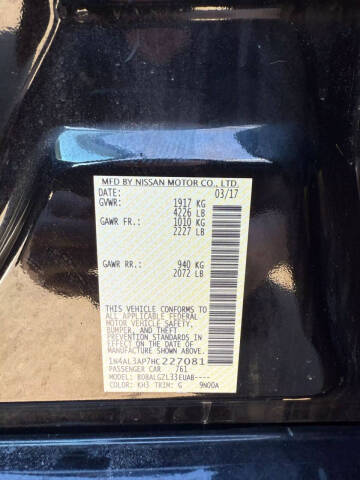 MFD BY NISSAN MOTOR CO., LTD.
DATE: 03/17
GVWR: 1917 KG
4226 LB
GAWR FR.: 1010 KG
2227 LB
GAWR RR.: 940 KG
2072 LB
THIS VEHICLE CONFORMS
TO ALL APPLICABLE FEDERAL
MOTOR VEHICLE SAFETY,
BUMPER, AND THEFT
PREVENTION STANDARDS
IN EFFECT ON THE DATE OF
MANUFACTURE SHOWN ABOVE.
1N4AL3AP7HC227081
PASSENGER CAR 761
MODEL: BDBALGZL33EUAB----
COLOR: KH3 TRIM: G 9N00A